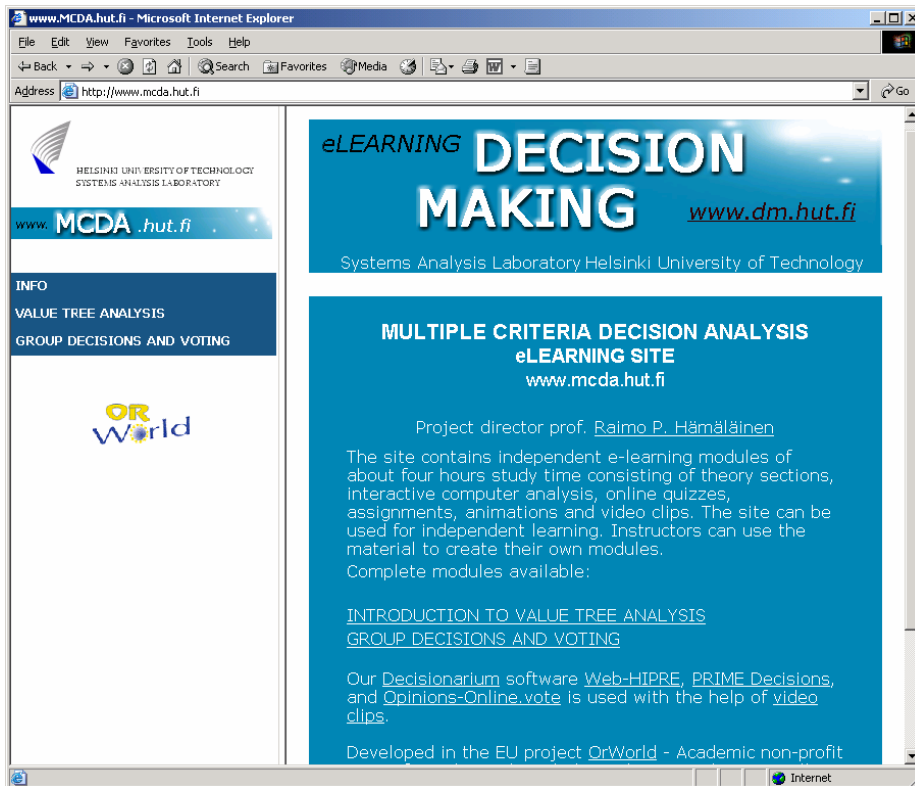 www.MCDA.hut.fi - Microsoft Internet Explorer
File Edit View Favorites Tools Help
Back Search Favorites Media
Address http://www.mcda.hut.fi Go
HELSINKI UNIVERSITY OF TECHNOLOGY
SYSTEMS ANALYSIS LABORATORY
www. MCDA .hut.fi
INFO
VALUE TREE ANALYSIS
GROUP DECISIONS AND VOTING
OR
World
eLEARNING DECISION
MAKING www.dm.hut.fi
Systems Analysis Laboratory Helsinki University of Technology
MULTIPLE CRITERIA DECISION ANALYSIS
eLEARNING SITE
www.mcda.hut.fi
Project director prof. Raimo P. Hämäläinen
The site contains independent e-learning modules of
about four hours study time consisting of theory sections,
interactive computer analysis, online quizzes,
assignments, animations and video clips. The site can be
used for independent learning. Instructors can use the
material to create their own modules.
Complete modules available:
INTRODUCTION TO VALUE TREE ANALYSIS
GROUP DECISIONS AND VOTING
Our Decisionarium software Web-HIPRE, PRIME Decisions,
and Opinions-Online.vote is used with the help of video
clips.
Developed in the EU project OrWorld - Academic non-profit
Internet